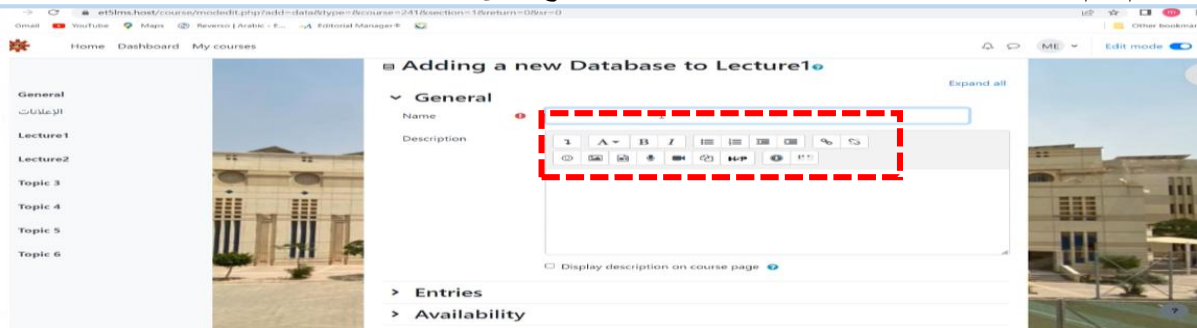 et5lms.host/course/modedit.php?add=data&type=&course=241&section=1&return=0&sr=0
Gmail YouTube Maps Reverso | Arabic - E... Editorial Manager®
Other bookmar
Home Dashboard My courses ME Edit mode
Adding a new Database to Lecture1
Expand all
General
General
الإعلانات
Name
Lecture1
Description
A B I
Lecture2
H-P
Topic 3
Topic 4
Topic 5
Topic 6
Display description on course page
Entries
Availability